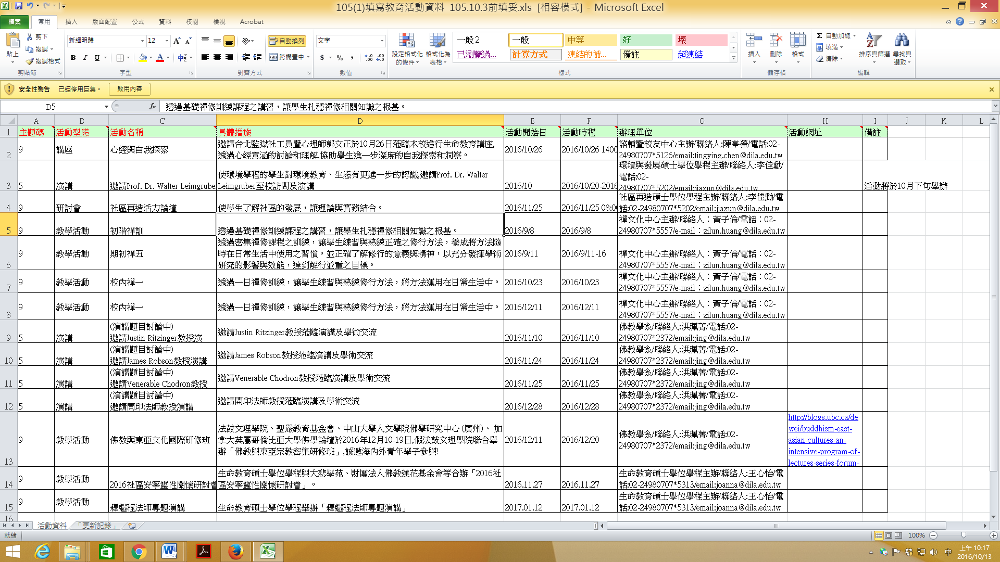 105(1)填寫教育活動資料 105.10.3前填妥.xls [相容模式] - Microsoft Excel
檔案 常用 插入 版面配置 公式 資料 校閱 檢視 Acrobat
貼上 剪下 複製 複製格式 剪貼簿
新細明體 12 字型
自動換列 跨欄置中 對齊方式
文字 數值
設定格式化的條件 格式化為表格
一般 2 一般 中等 好 壞
已瀏覽過... 計算方式 連結的儲... 備註 超連結
樣式
插入 刪除 格式 儲存格
自動加總 填滿 清除 排序與篩選 尋找與選取 編輯
安全性警告 已經停用巨集。 啟用內容
D5 fx 透過基礎禪修訓練課程之講習，讓學生扎穩禪修相關知識之根基。
A B C D E F G H I J K L
1 主題碼 活動型態 活動名稱 具體措施 活動開始日 活動時程 辦理單位 活動網址 備註
2 9 講座 心經與自我探索
邀請台北監獄社工員暨心理師郭文正於10月26日蒞臨本校進行生命教育講座,
透過心經意涵的討論和理解,協助學生進一步深度的自我探索和洞察。
2016/10/26 2016/10/26 1400
諮輔暨校友中心主辦/聯絡人:陳亭螢/電話:02-
24980707*5126/email:tingying.chen@dila.edu.tw
3 5 演講 邀請Prof. Dr. Walter Leimgruber
使環境學程的學生對環境教育、生態有更進一步的認識,邀請Prof. Dr. Walter
Leimgruber至校訪問及演講
2016/10 2016/10/20-2016
環境與發展碩士學位學程主辦/聯絡人:李佳勳/
電話:02-
24980707*5202/email:jiaxun@dila.edu.tw
活動將於10月下旬舉辦
4 9 研討會 社區再造活力論壇
使學生了解社區的發展，讓理論與實務結合。
2016/11/25 2016/11/25 08:00
社區再造碩士學位學程主辦/聯絡人:李佳勳/電
話:02-24980707*5202/email:jiaxun@dila.edu.tw
5 9 教學活動 初階禪訓
透過基礎禪修訓練課程之講習，讓學生扎穩禪修相關知識之根基。
2016/9/8 2016/9/8
禪文化中心主辦/聯絡人：黃子倫/電話：02-
24980707*5557/e-mail：zilun.huang@dila.edu.tw
6 9 教學活動 期初禪五
透過密集禪修課程之訓練，讓學生練習與熟練正確之修行方法，養成將方法隨
時在日常生活中使用之習慣。並正確了解修行的意義與精神，以充分發揮學術
研究的影響與效能，達到解行並重之目標。
2016/9/11 2016/9/11-16
禪文化中心主辦/聯絡人：黃子倫/電話：02-
24980707*5557/e-mail：zilun.huang@dila.edu.tw
7 9 教學活動 校內禪一
透過一日禪修訓練，讓學生練習與熟練修行方法，將方法運用在日常生活中。
2016/10/23 2016/10/23
禪文化中心主辦/聯絡人：黃子倫/電話：02-
24980707*5557/e-mail：zilun.huang@dila.edu.tw
8 9 教學活動 校內禪一
透過一日禪修訓練，讓學生練習與熟練修行方法，將方法運用在日常生活中。
2016/12/11 2016/12/11
禪文化中心主辦/聯絡人：黃子倫/電話：02-
24980707*5557/e-mail：zilun.huang@dila.edu.tw
9 5 演講
(演講題目討論中)
邀請Justin Ritzinger教授演
邀請Justin Ritzinger教授蒞臨演講及學術交流
2016/11/10 2016/11/10
佛教學系/聯絡人:洪珮菁/電話:02-
24980707*2372/email:jing@dila.edu.tw
10 5 演講
(演講題目討論中)
邀請James Robson教授演講
邀請James Robson教授蒞臨演講及學術交流
2016/11/24 2016/11/24
佛教學系/聯絡人:洪珮菁/電話:02-
24980707*2372/email:jing@dila.edu.tw
11 5 演講
(演講題目討論中)
邀請Venerable Chodron教授
邀請Venerable Chodron教授蒞臨演講及學術交流
2016/11/25 2016/11/25
佛教學系/聯絡人:洪珮菁/電話:02-
24980707*2372/email:jing@dila.edu.tw
12 5 演講
(演講題目討論中)
邀請開印法師教授演講
邀請開印法師教授蒞臨演講及學術交流
2016/12/28 2016/12/28
佛教學系/聯絡人:洪珮菁/電話:02-
24980707*2372/email:jing@dila.edu.tw
13 9 教學活動 佛教與東亞文化國際研修班
法鼓文理學院、聖嚴教育基金會、中山大學人文學院佛學研究中心(廣州)、加
拿大英屬哥倫比亞大學佛學論壇於2016年12月10-19日,假法鼓文理學院聯合舉
辦「佛教與東亞宗教密集研修班」,誠邀海內外青年學子參與!
2016/12/11 2016/12/20
佛教學系/聯絡人:洪珮菁/電話:02-
24980707*2372/email:jing@dila.edu.tw
http://blogs.ubc.ca/de
wei/buddhism-east-
asian-cultures-an-
intensive-program-of-
lectures-series-forum-
14 9 教學活動 2016社區安寧靈性關懷研討會
生命教育碩士學位學程與大悲學苑、財團法人佛教蓮花基金會等合辦「2016社
區安寧靈性關懷研討會」。
2016.11.27 2016.11.27
生命教育碩士學位學程主辦/聯絡人:王心怡/電
話:02-24980707*5313/email:joanna@dila.edu.tw
15 9 教學活動 釋繼程法師專題演講
生命教育碩士學位學程舉辦「釋繼程法師專題演講」
2017.01.12 2017.01.12
生命教育碩士學位學程主辦/聯絡人:王心怡/電
話:02-24980707*5313/email:joanna@dila.edu.tw
16
活動資料 「更新記錄」
就緒 100%
中 上午 10:17
2016/10/13